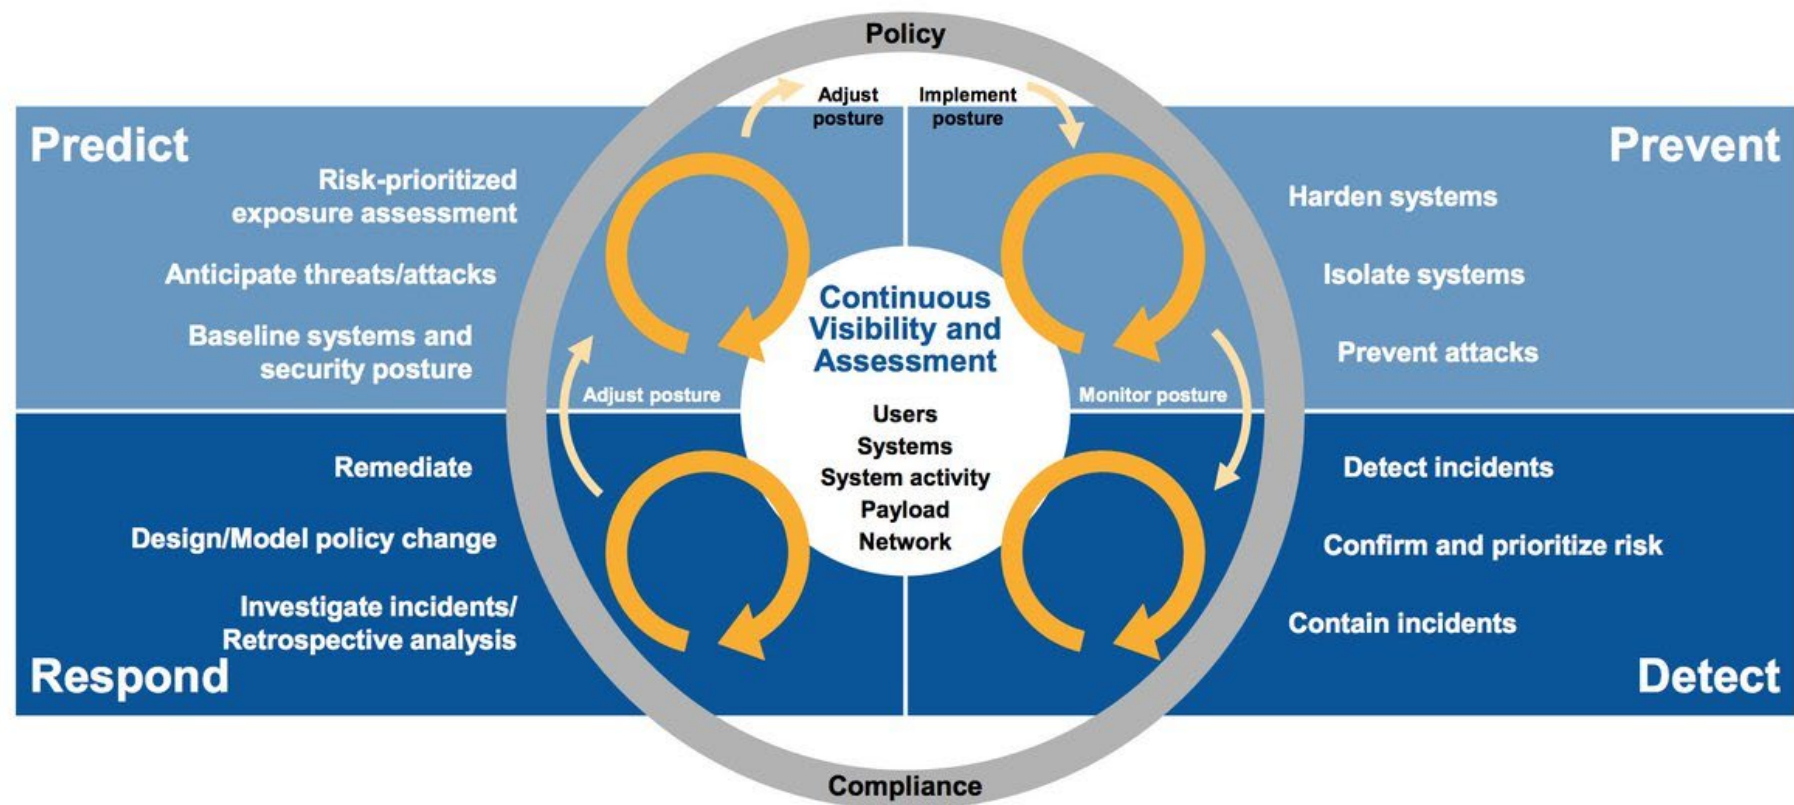 Policy
Adjust
posture
Implement
posture
Predict
Risk-prioritized
exposure assessment
Anticipate threats/attacks
Baseline systems and
security posture
Prevent
Harden systems
Isolate systems
Prevent attacks
Continuous
Visibility and
Assessment
Users
Systems
System activity
Payload
Network
Adjust posture
Monitor posture
Remediate
Design/Model policy change
Investigate incidents/
Retrospective analysis
Respond
Detect incidents
Confirm and prioritize risk
Contain incidents
Detect
Compliance